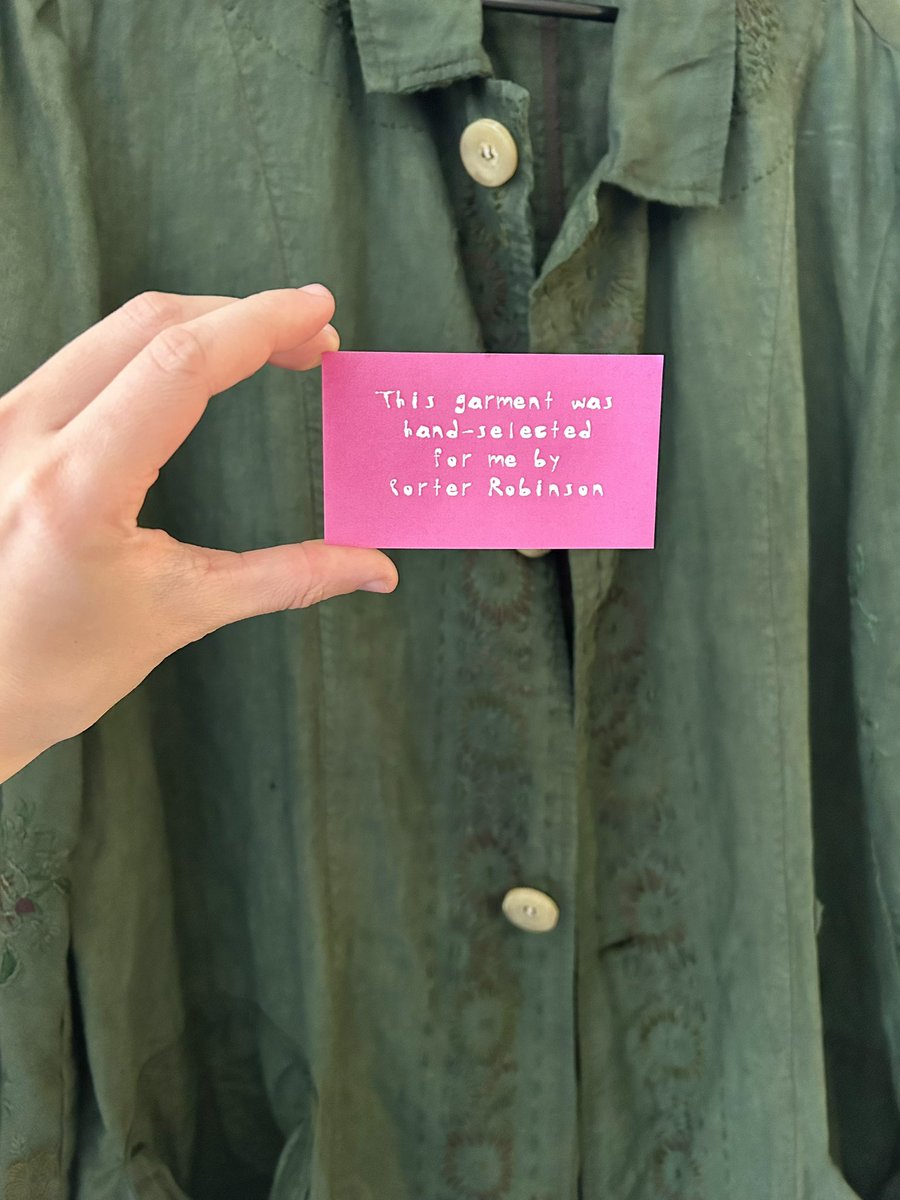 This garment was
hand-selected
for me by
Porter Robinson